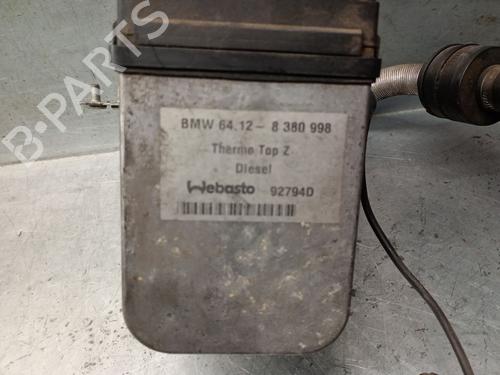 BMW 64.12- 8 380 998
Thermo Top Z
Diesel
Webasto 92794D
B-PARTS